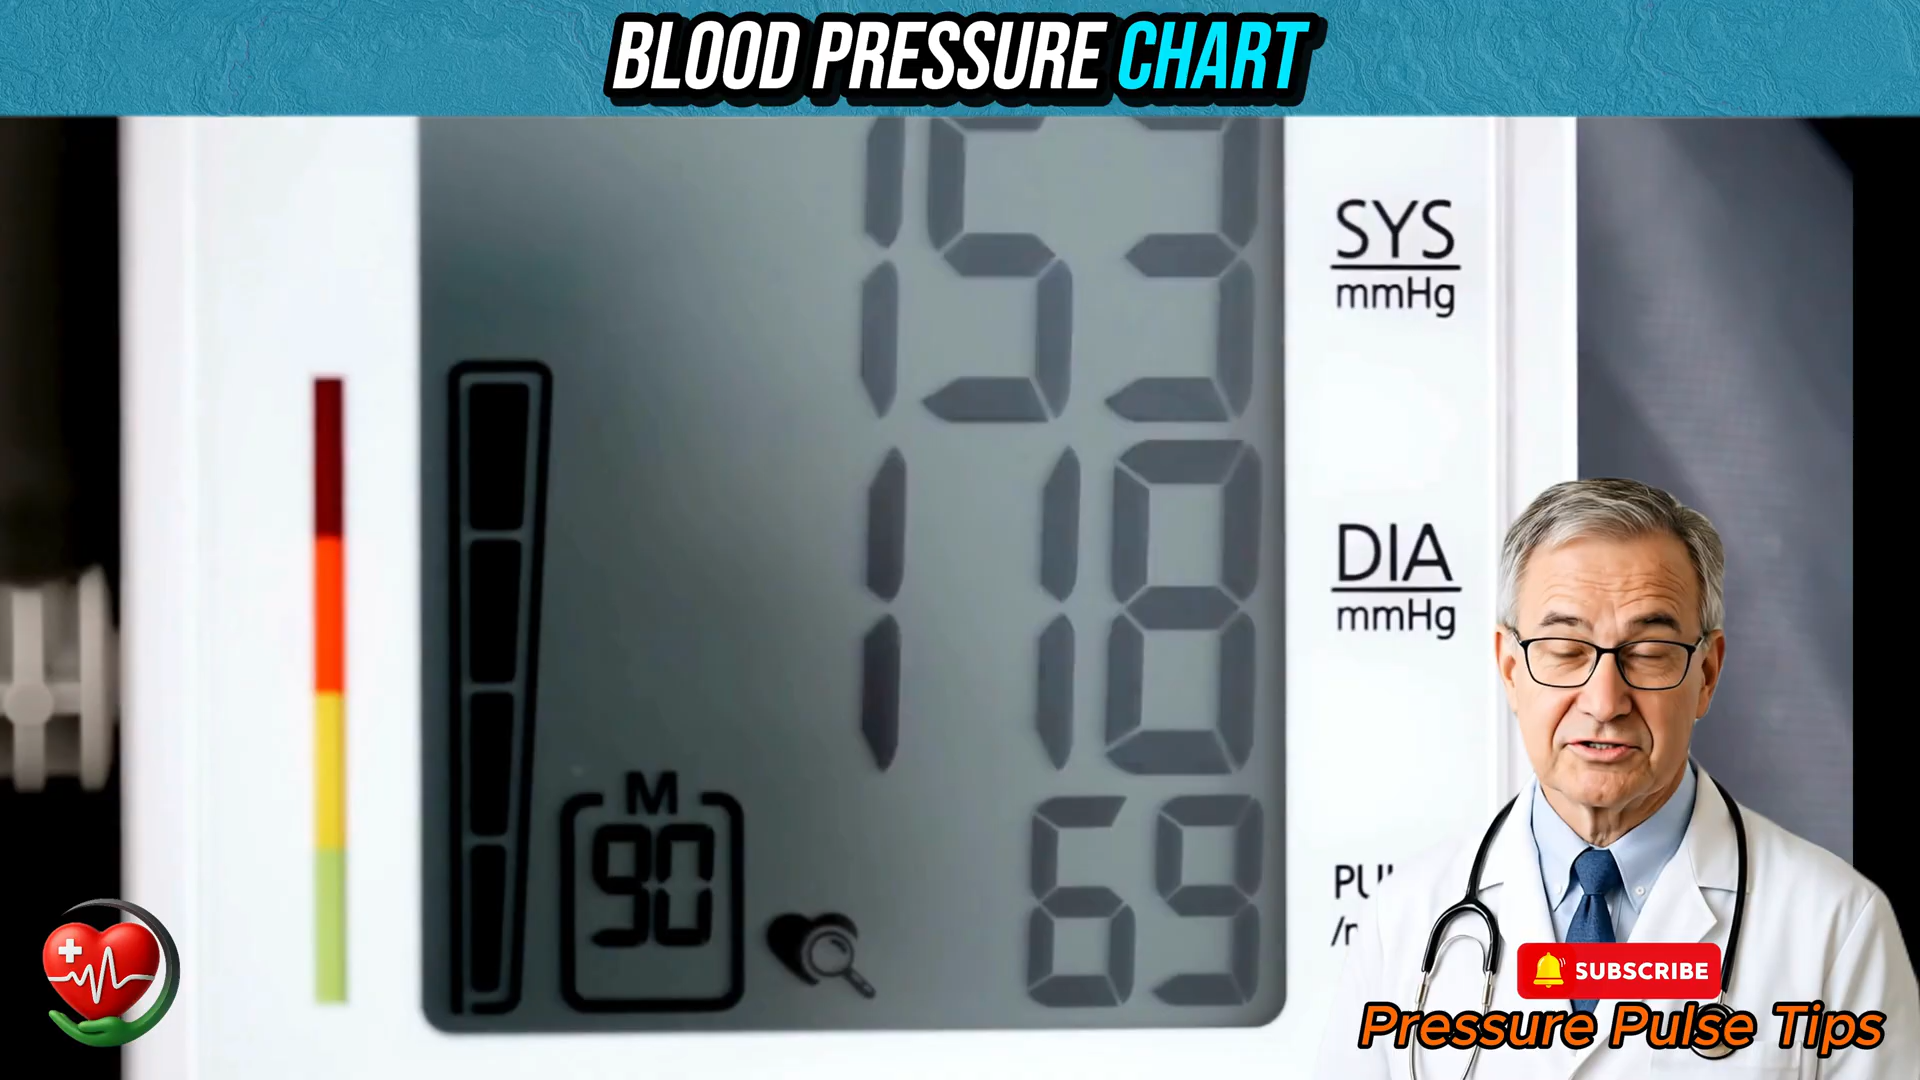 BLOOD PRESSURE CHART
153
SYS
mmHg
118
DIA
mmHg
M
90
69
SUBSCRIBE
Pressure Pulse Tips